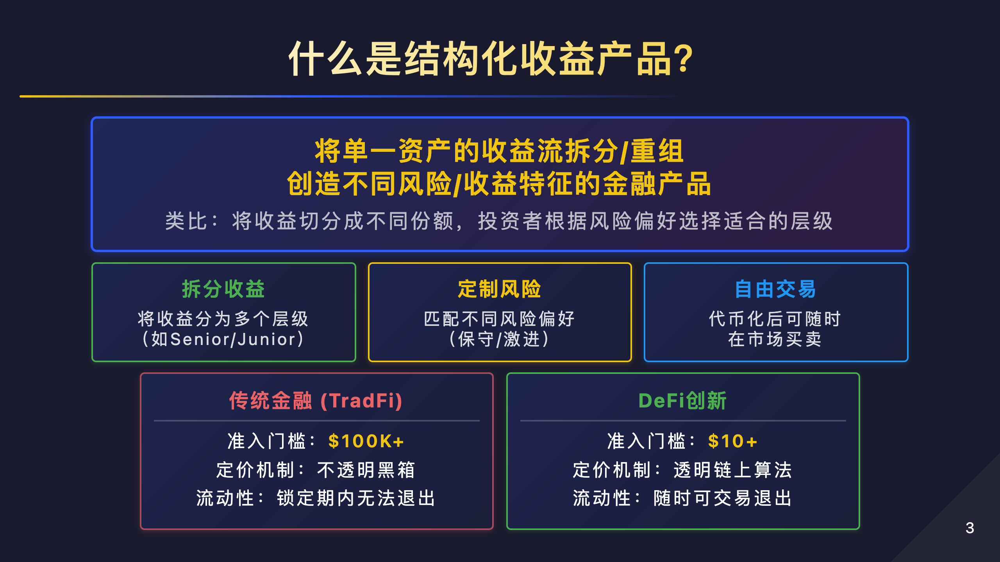 什么是结构化收益产品?
将单一资产的收益流拆分/重组
创造不同风险/收益特征的金融产品
类比：将收益切分成不同份额，投资者根据风险偏好选择适合的层级
拆分收益
将收益分为多个层级
（如Senior/Junior）
定制风险
匹配不同风险偏好
（保守/激进）
自由交易
代币化后可随时
在市场买卖
传统金融 (TradFi)
准入门槛：$100K+
定价机制：不透明黑箱
流动性：锁定期内无法退出
DeFi创新
准入门槛：$10+
定价机制：透明链上算法
流动性：随时可交易退出
3